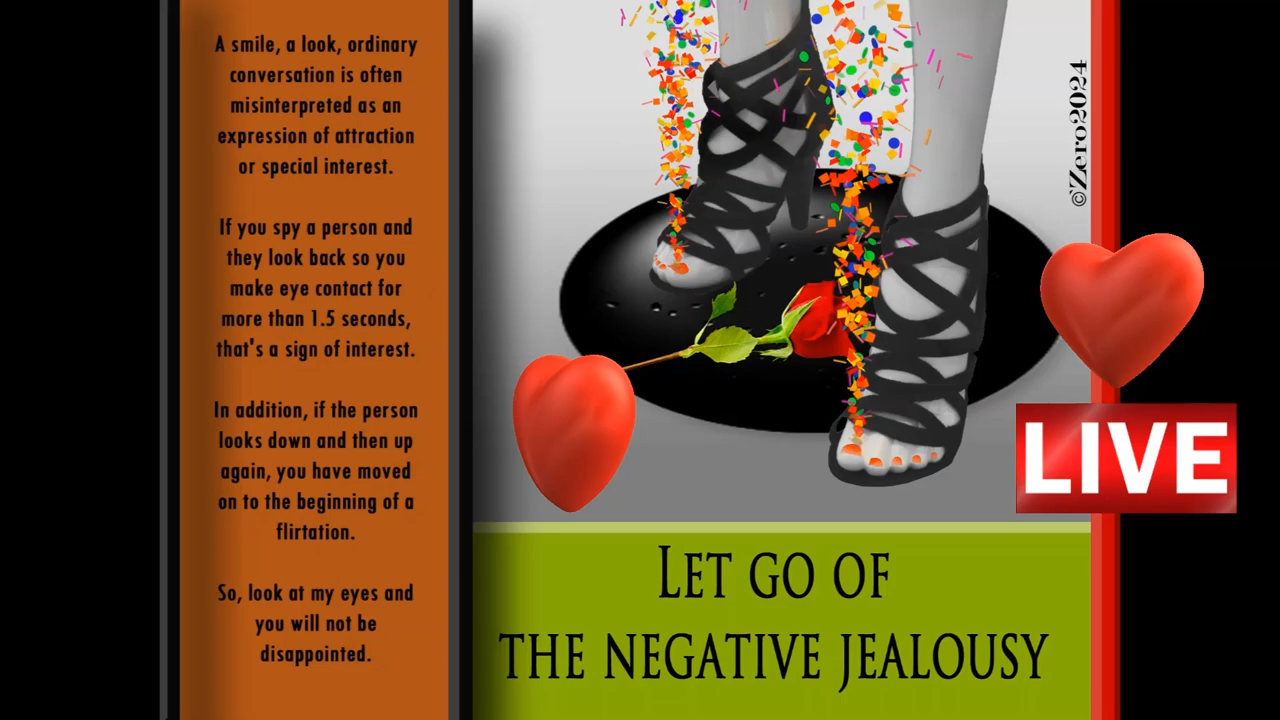 A smile, a look, ordinary
conversation is often
misinterpreted as an
expression of attraction
or special interest.
If you spy a person and
they look back so you
make eye contact for
more than 1.5 seconds,
that's a sign of interest.
In addition, if the person
looks down and then up
again, you have moved
on to the beginning of a
flirtation.
So, look at my eyes and
you will not be
disappointed.
©Zero2024
LIVE
Let go of
the negative jealousy